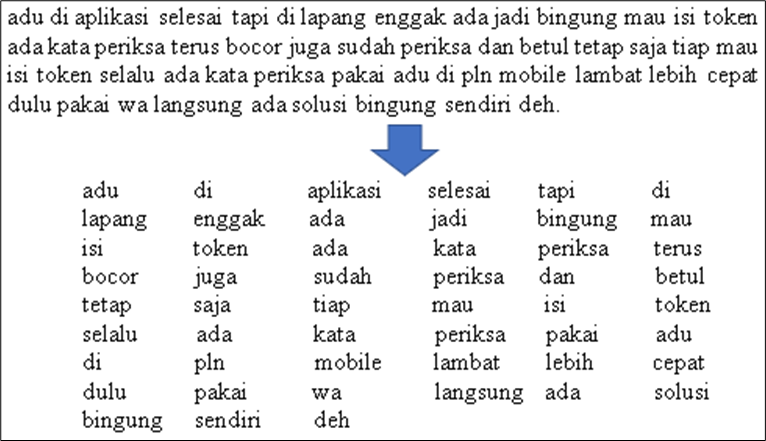 adu di aplikasi selesai tapi di lapang enggak ada jadi bingung mau isi token
ada kata periksa terus bocor juga sudah periksa dan betul tetap saja tiap mau
isi token selalu ada kata periksa pakai adu di pln mobile lambat lebih cepat
dulu pakai wa langsung ada solusi bingung sendiri deh.
adu di aplikasi selesai tapi di
lapang enggak ada jadi bingung mau
isi token ada kata periksa terus
bocor juga sudah periksa dan betul
tetap saja tiap mau isi token
selalu ada kata periksa pakai adu
di pln mobile lambat lebih cepat
dulu pakai wa langsung ada solusi
bingung sendiri deh